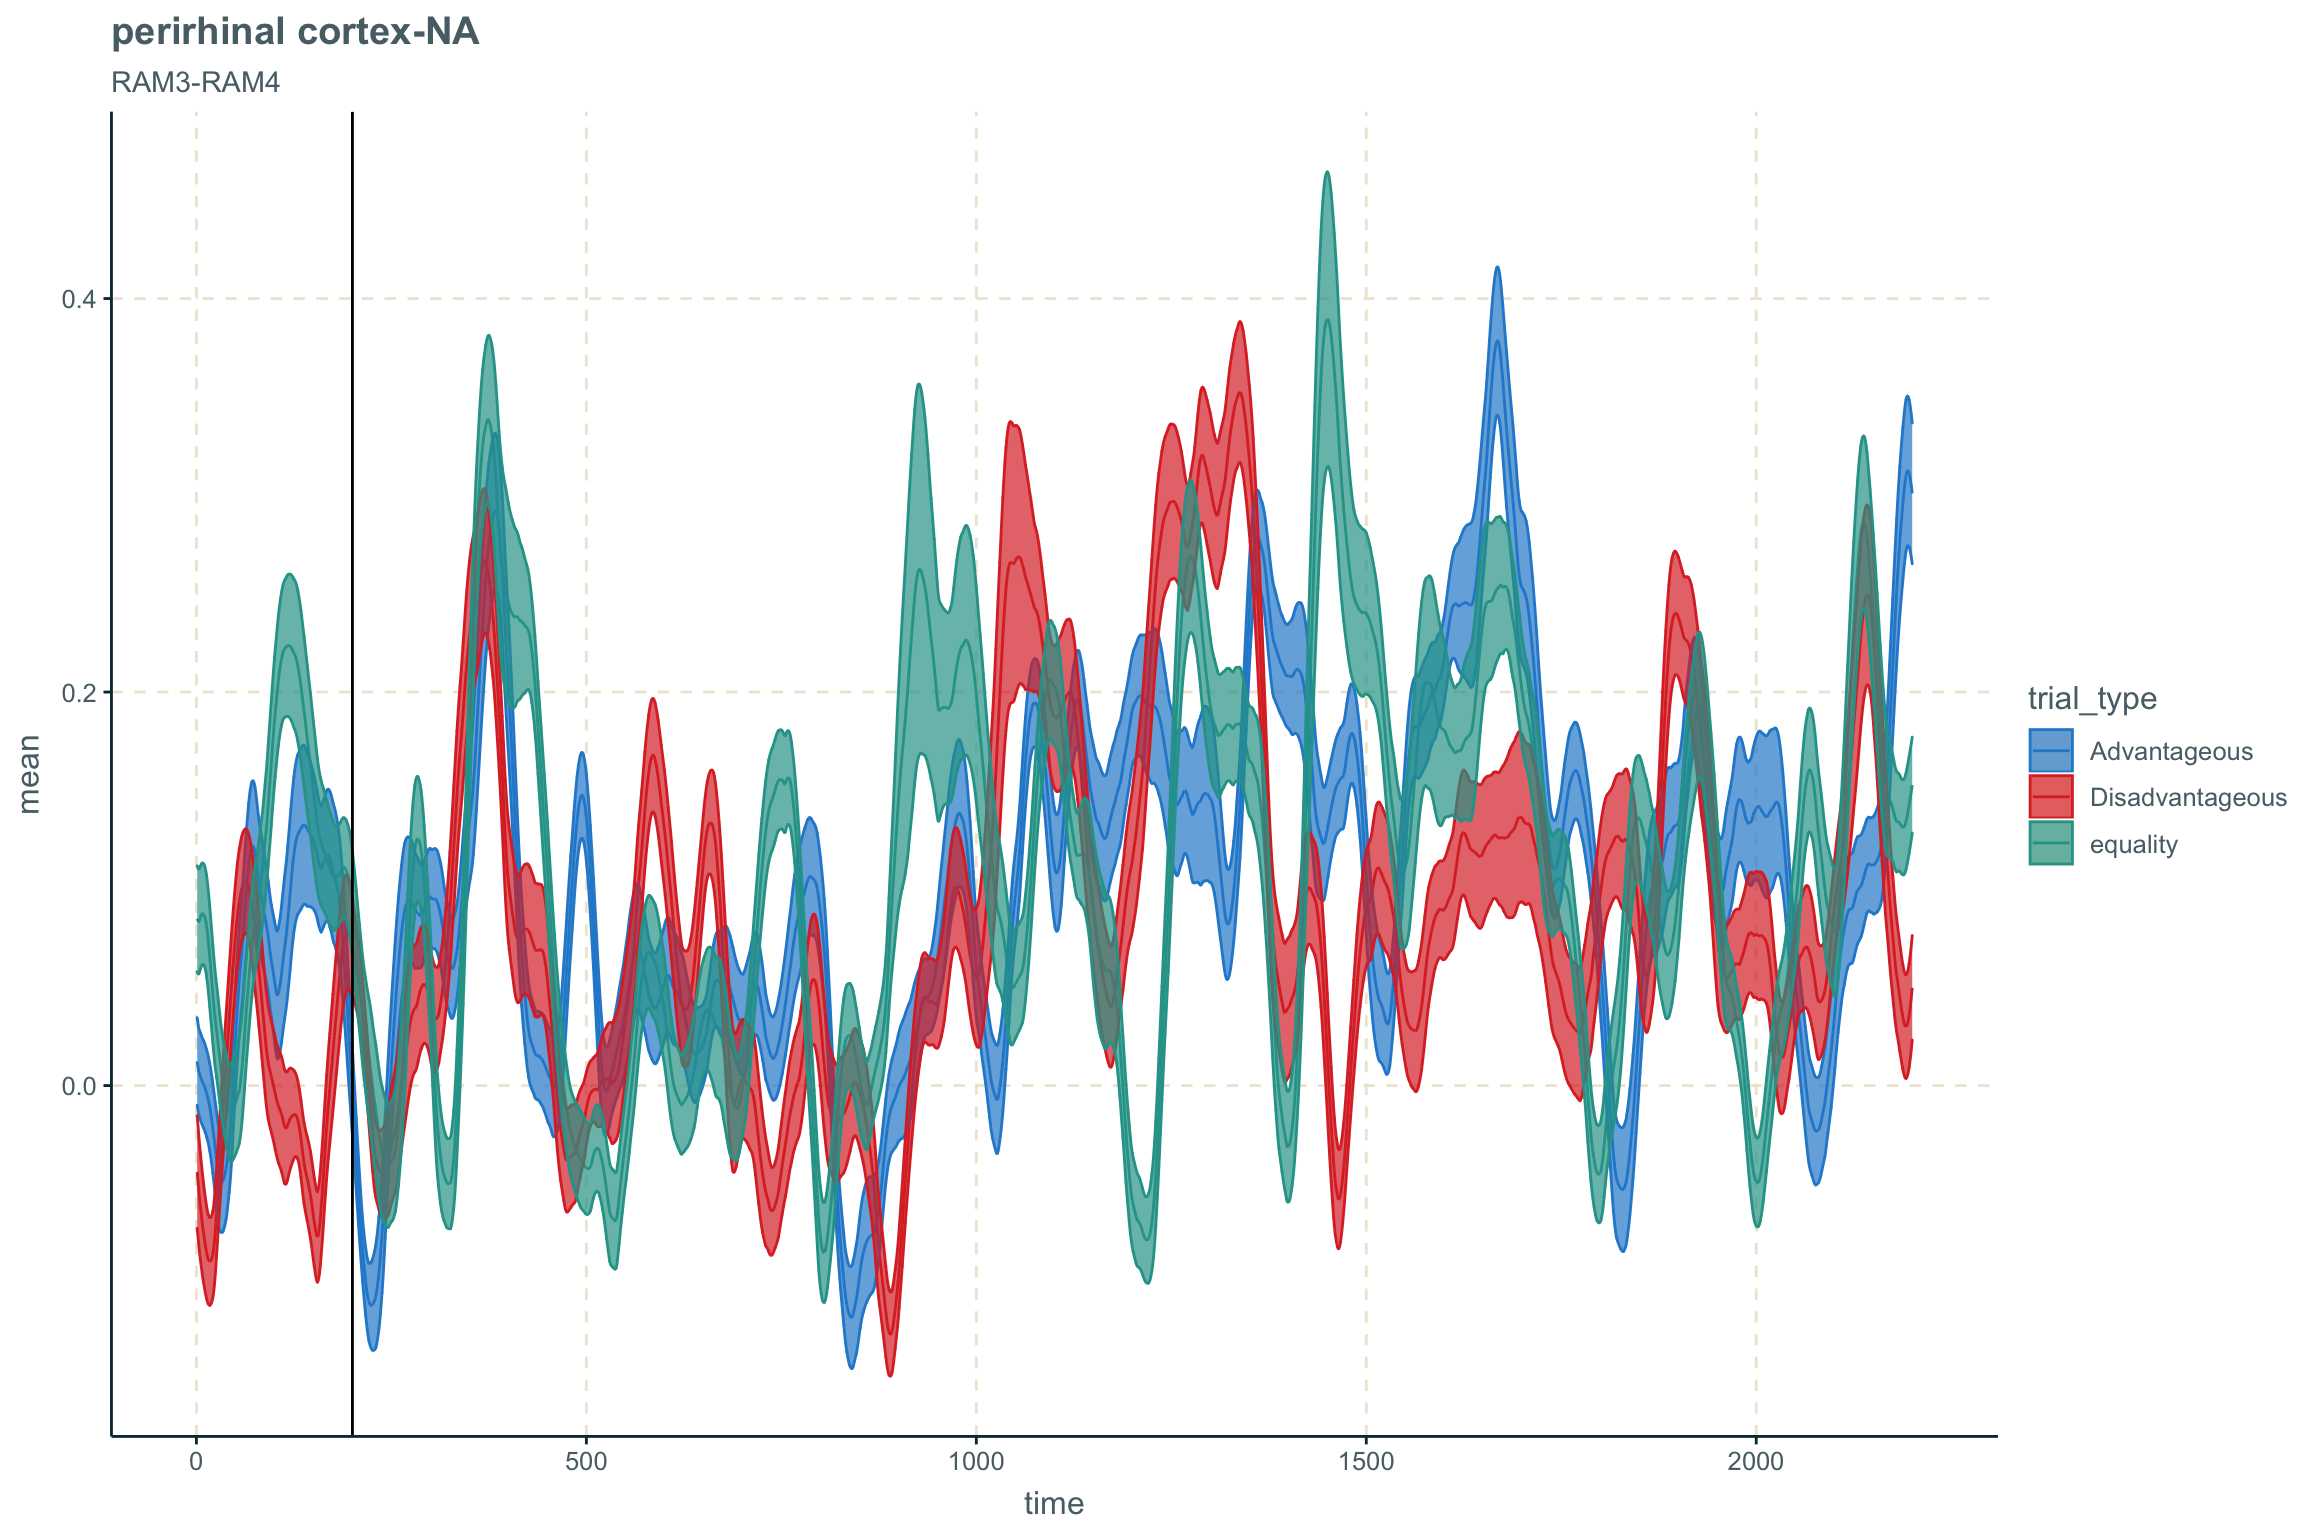 perirhinal cortex-NA
RAM3-RAM4
mean
0.4
0.2
0.0
0
500
1000
1500
2000
time
trial_type
Advantageous
Disadvantageous
equality